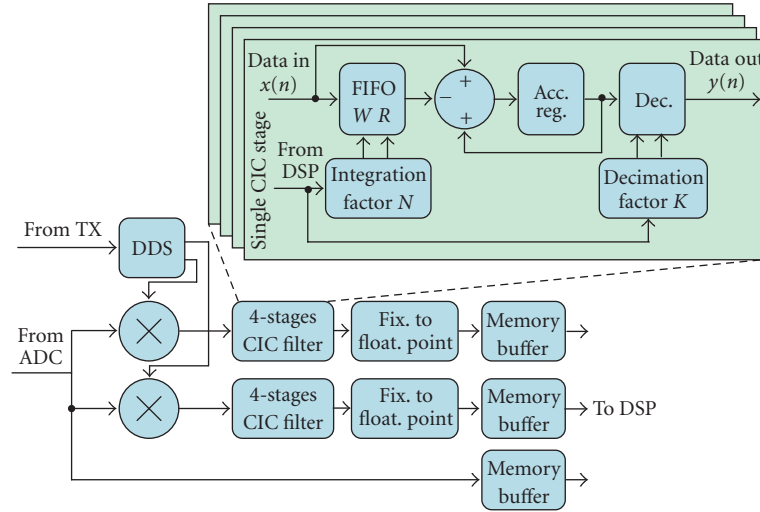 Single CIC stage
Data in
x(n)
FIFO
W R
−
+
+
Acc.
reg.
Dec.
Data out
y(n)
From
DSP
Integration
factor N
Decimation
factor K
From TX
DDS
From
ADC
4-stages
CIC filter
Fix. to
float. point
Memory
buffer
4-stages
CIC filter
Fix. to
float. point
Memory
buffer
To DSP
Memory
buffer